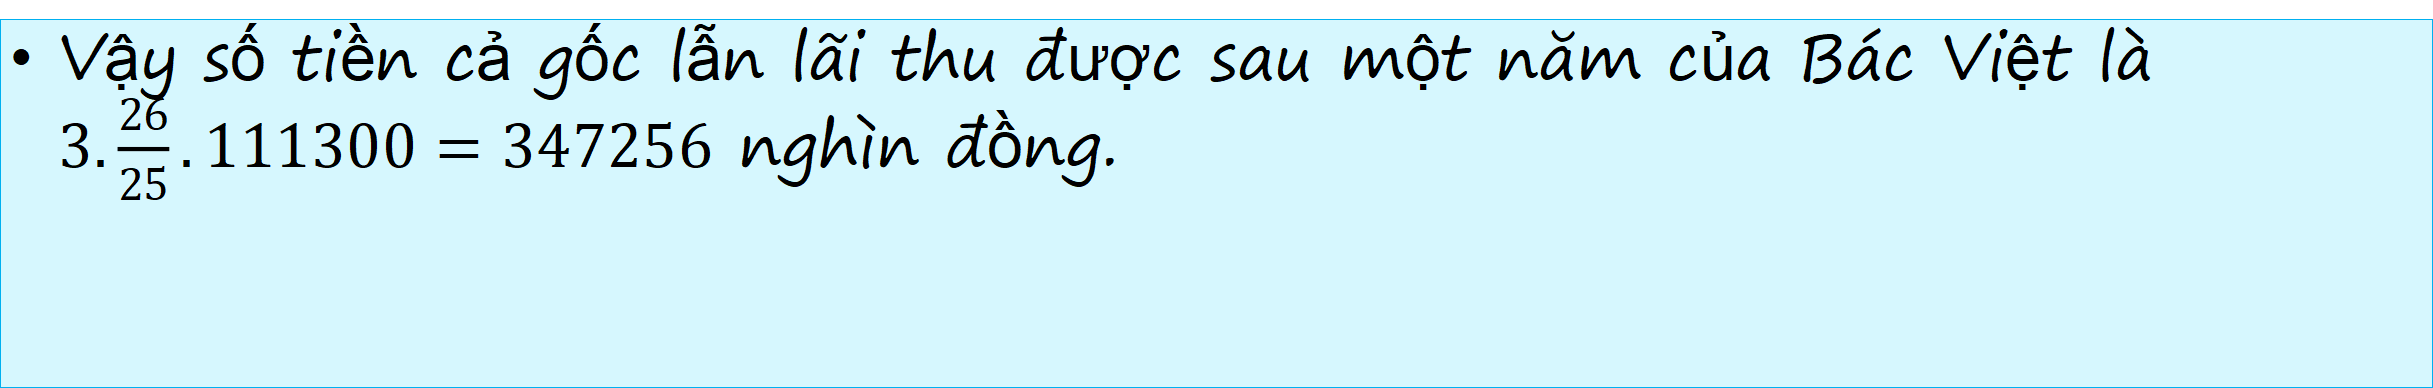 • Vậy số tiền cả gốc lẫn lãi thu được sau một năm của Bác Việt là
3.\frac{26}{25}.111300 = 347256 nghìn đồng.